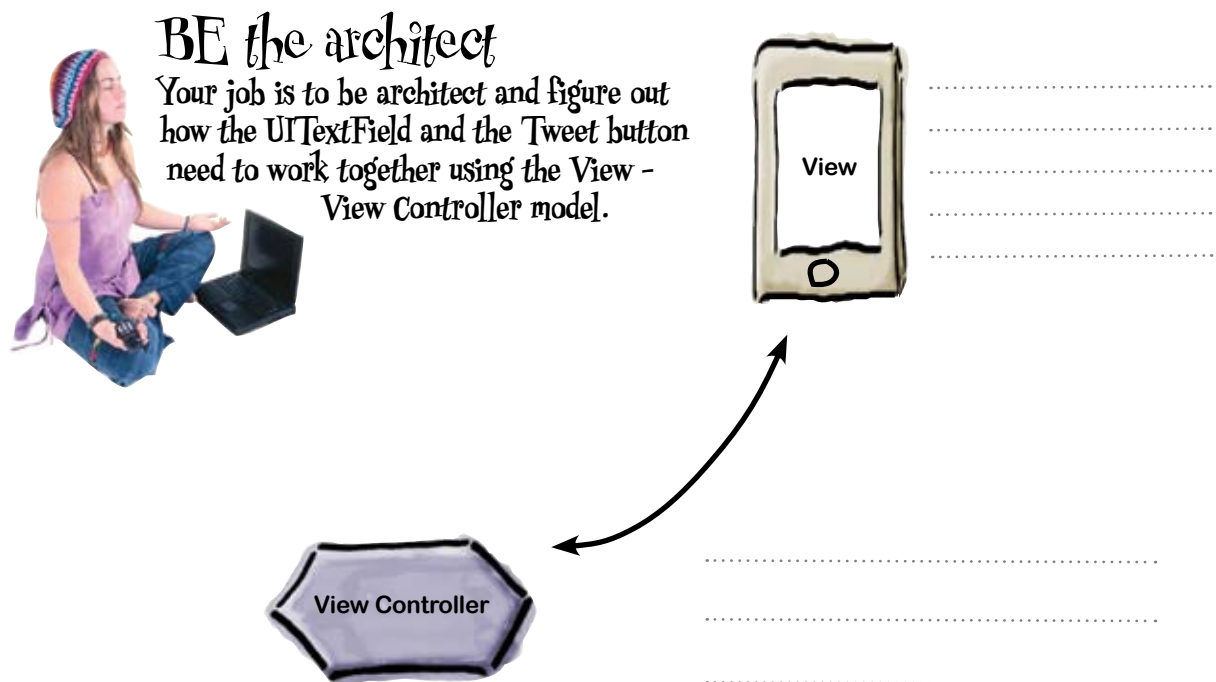 BE the architect
Your job is to be architect and figure out
how the UITextField and the Tweet button
need to work together using the View -
View Controller model.
View
View Controller